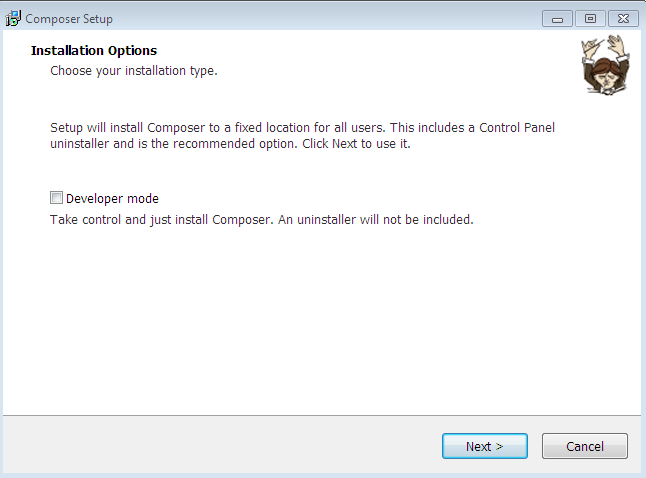 Composer Setup
Installation Options
Choose your installation type.
Setup will install Composer to a fixed location for all users. This includes a Control Panel
uninstaller and is the recommended option. Click Next to use it.
Developer mode
Take control and just install Composer. An uninstaller will not be included.
Next >
Cancel